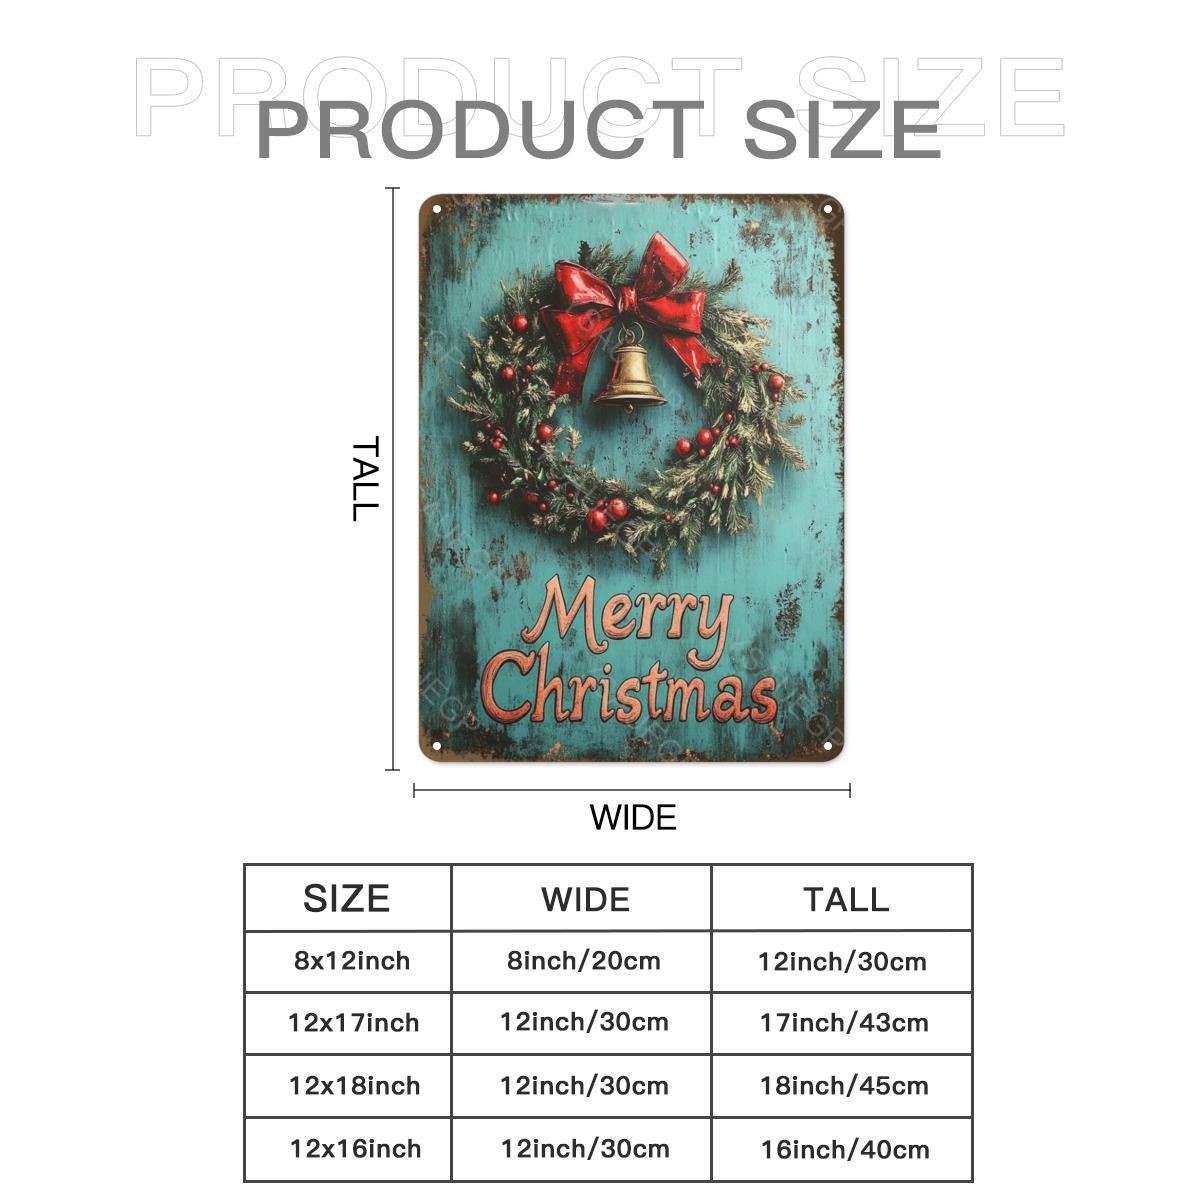 PRODUCT SIZE
PRODUCT SIZE
TALL
Merry
Christmas
WIDE
SIZE WIDE TALL
8x12inch 8inch/20cm 12inch/30cm
12x17inch 12inch/30cm 17inch/43cm
12x18inch 12inch/30cm 18inch/45cm
12x16inch 12inch/30cm 16inch/40cm